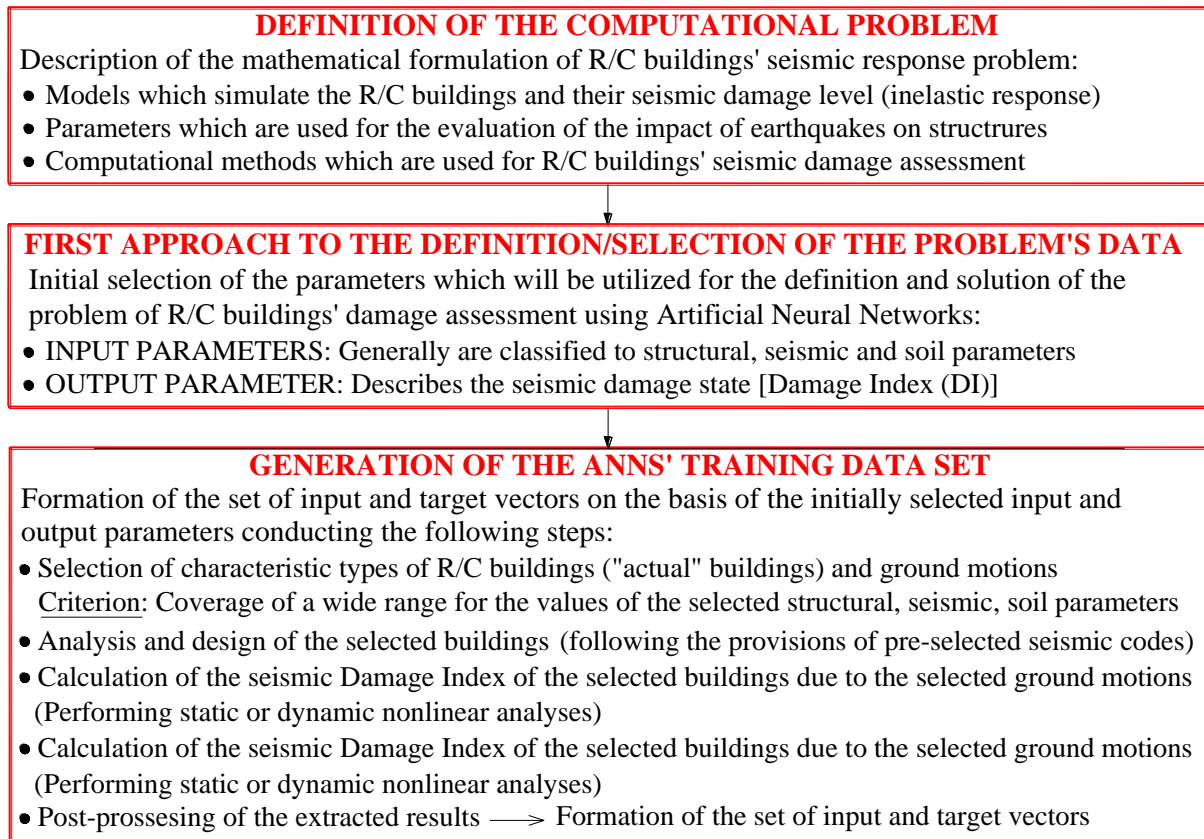 DEFINITION OF THE COMPUTATIONAL PROBLEM
Description of the mathematical formulation of R/C buildings' seismic response problem:
• Models which simulate the R/C buildings and their seismic damage level (inelastic response)
• Parameters which are used for the evaluation of the impact of earthquakes on structrures
• Computational methods which are used for R/C buildings' seismic damage assessment
FIRST APPROACH TO THE DEFINITION/SELECTION OF THE PROBLEM'S DATA
Initial selection of the parameters which will be utilized for the definition and solution of the
problem of R/C buildings' damage assessment using Artificial Neural Networks:
• INPUT PARAMETERS: Generally are classified to structural, seismic and soil parameters
• OUTPUT PARAMETER: Describes the seismic damage state [Damage Index (DI)]
GENERATION OF THE ANNS' TRAINING DATA SET
Formation of the set of input and target vectors on the basis of the initially selected input and
output parameters conducting the following steps:
• Selection of characteristic types of R/C buildings ("actual" buildings) and ground motions
Criterion: Coverage of a wide range for the values of the selected structural, seismic, soil parameters
• Analysis and design of the selected buildings (following the provisions of pre-selected seismic codes)
• Calculation of the seismic Damage Index of the selected buildings due to the selected ground motions
(Performing static or dynamic nonlinear analyses)
• Calculation of the seismic Damage Index of the selected buildings due to the selected ground motions
(Performing static or dynamic nonlinear analyses)
• Post-prossesing of the extracted results → Formation of the set of input and target vectors